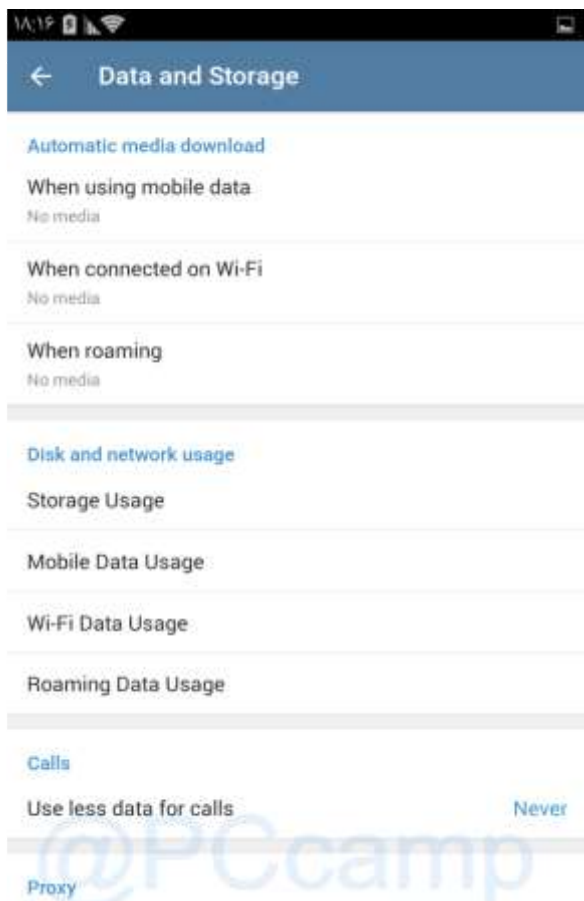 ۱۸:۱۶
Data and Storage
Automatic media download
When using mobile data
No media
When connected on Wi-Fi
No media
When roaming
No media
Disk and network usage
Storage Usage
Mobile Data Usage
Wi-Fi Data Usage
Roaming Data Usage
Calls
Use less data for calls Never
@PCcamp
Proxy